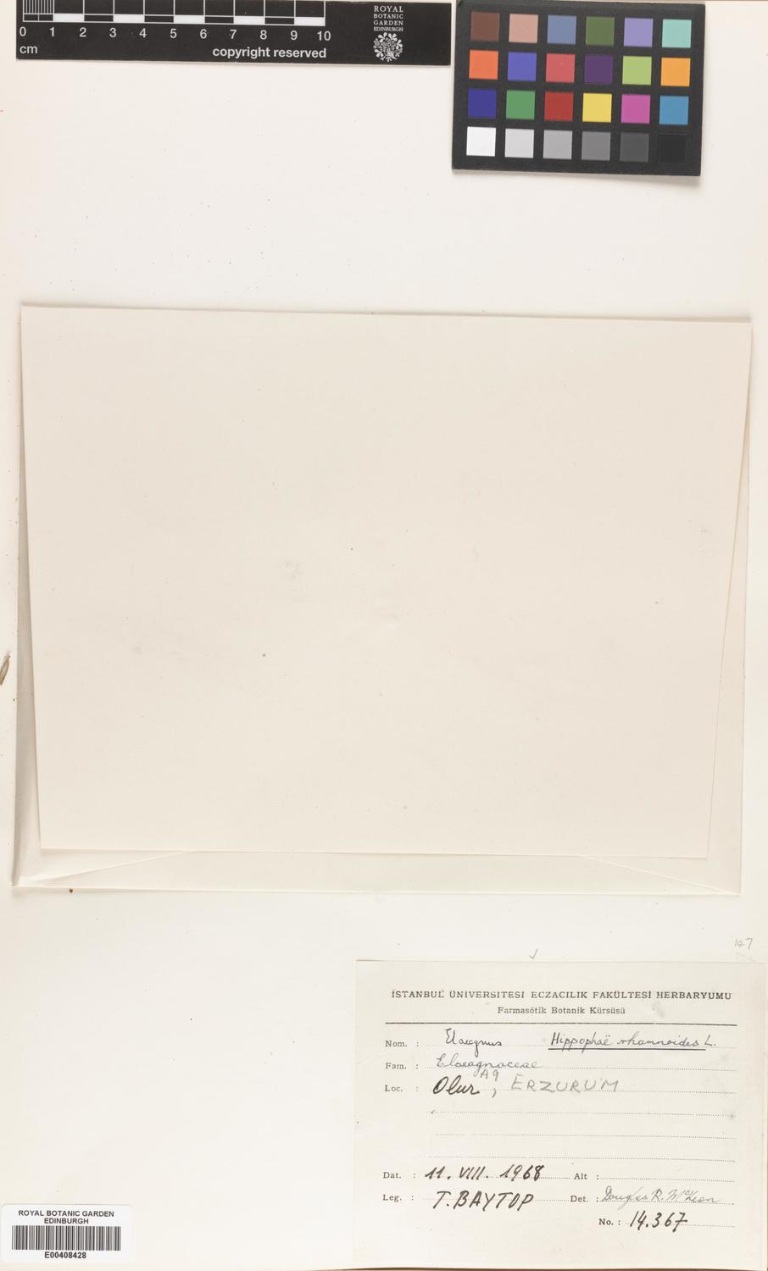 0 1 2 3 4 5 6 7 8 9 10
cm
copyright reserved
ROYAL
BOTANIC
GARDEN
EDINBURGH
147
İSTANBUL ÜNİVERSİTESİ ECZACILIK FAKÜLTESİ HERBARYUMU
Farmasötik Botanik Kürsüsü
Nom. : Elaegnus Hippophaë rhamnoides L.
Fam. : Elaeagnaceae
Loc. : Olur, A9 ERZURUM
Dat. : 11. VIII. 1968 Alt :
Leg. : T. BAYTOP Det : Douglas R. McKean
No. : 14.367
ROYAL BOTANIC GARDEN
EDINBURGH
E00408428